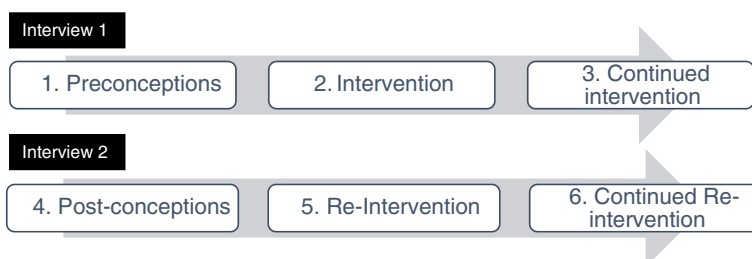 Interview 1
1. Preconceptions
2. Intervention
3. Continued
intervention
Interview 2
4. Post-conceptions
5. Re-Intervention
6. Continued Re-
intervention